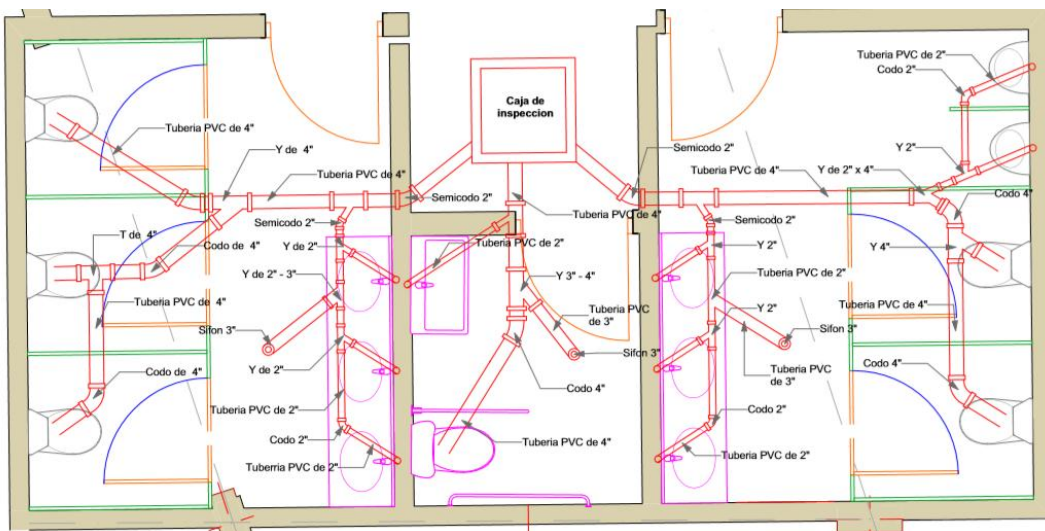 Tuberia PVC de 4"
Y de 4"
Tuberia PVC de 4"
Semicodo 2"
Semicodo 2"
T de 4"
Codo de 4"
Y de 2"
Tuberia PVC de 4"
Y de 2" - 3"
Sifon 3"
Y de 2"
Codo de 4"
Tuberia PVC de 2"
Codo 2"
Tuberria PVC de 2"
Caja de
inspeccion
Tuberia PVC de 4"
Tuberia PVC de 2"
Y 3" - 4"
Tuberia PVC
de 3"
Sifon 3"
Codo 4"
Tuberia PVC de 4"
Tuberia PVC de 2"
Codo 2"
Semicodo 2"
Y 2"
Tuberia PVC de 4"
Y de 2" x 4"
Codo 4"
Semicodo 2"
Y 2"
Y 4"
Tuberia PVC de 2"
Tuberia PVC de 4"
Y 2"
Sifon 3"
Tuberia PVC
de 3"
Codo 4"
Codo 2"
Tuberia PVC de 2"